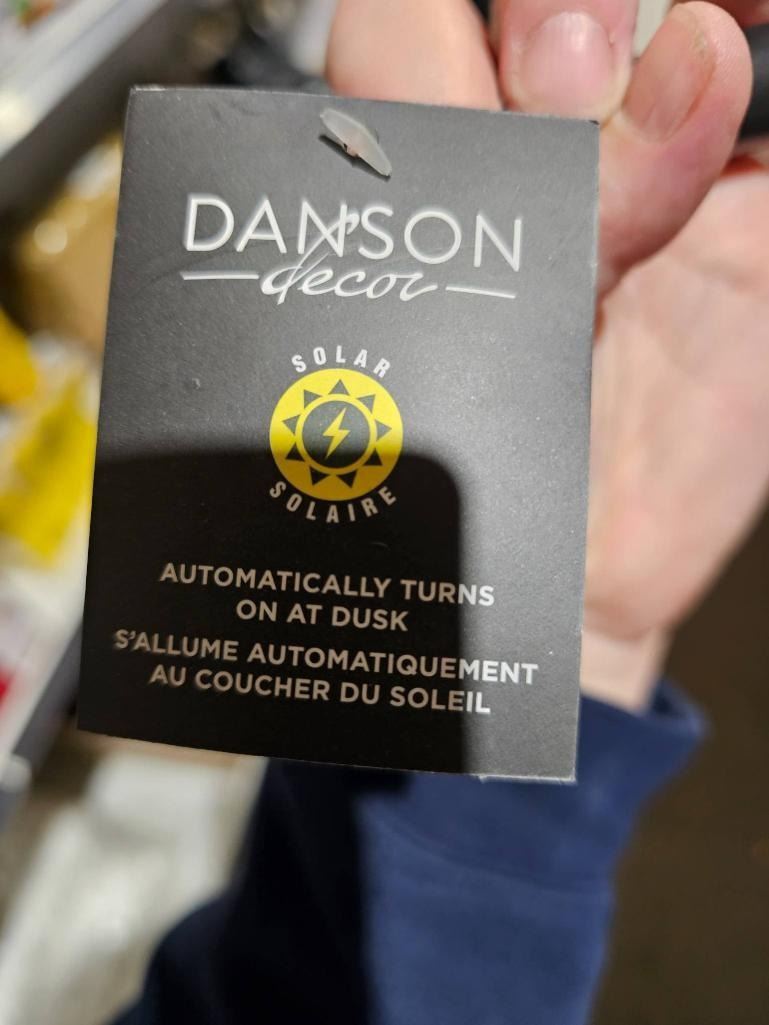 DANSON
decor
SOLAR
SOLAIRE
AUTOMATICALLY TURNS
ON AT DUSK
S'ALLUME AUTOMATIQUEMENT
AU COUCHER DU SOLEIL